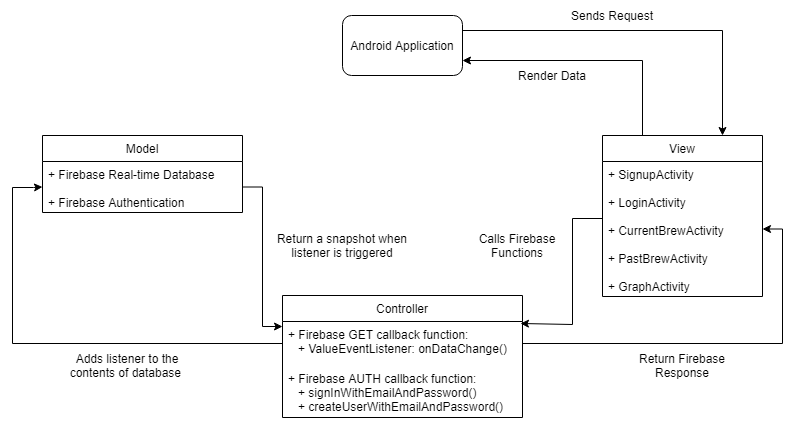 Sends Request
Android Application
Render Data
Model
+ Firebase Real-time Database
+ Firebase Authentication
View
+ SignupActivity
+ LoginActivity
+ CurrentBrewActivity
+ PastBrewActivity
+ GraphActivity
Return a snapshot when
listener is triggered
Calls Firebase
Functions
Controller
+ Firebase GET callback function:
+ ValueEventListener: onDataChange()
+ Firebase AUTH callback function:
+ signInWithEmailAndPassword()
+ createUserWithEmailAndPassword()
Adds listener to the
contents of database
Return Firebase
Response